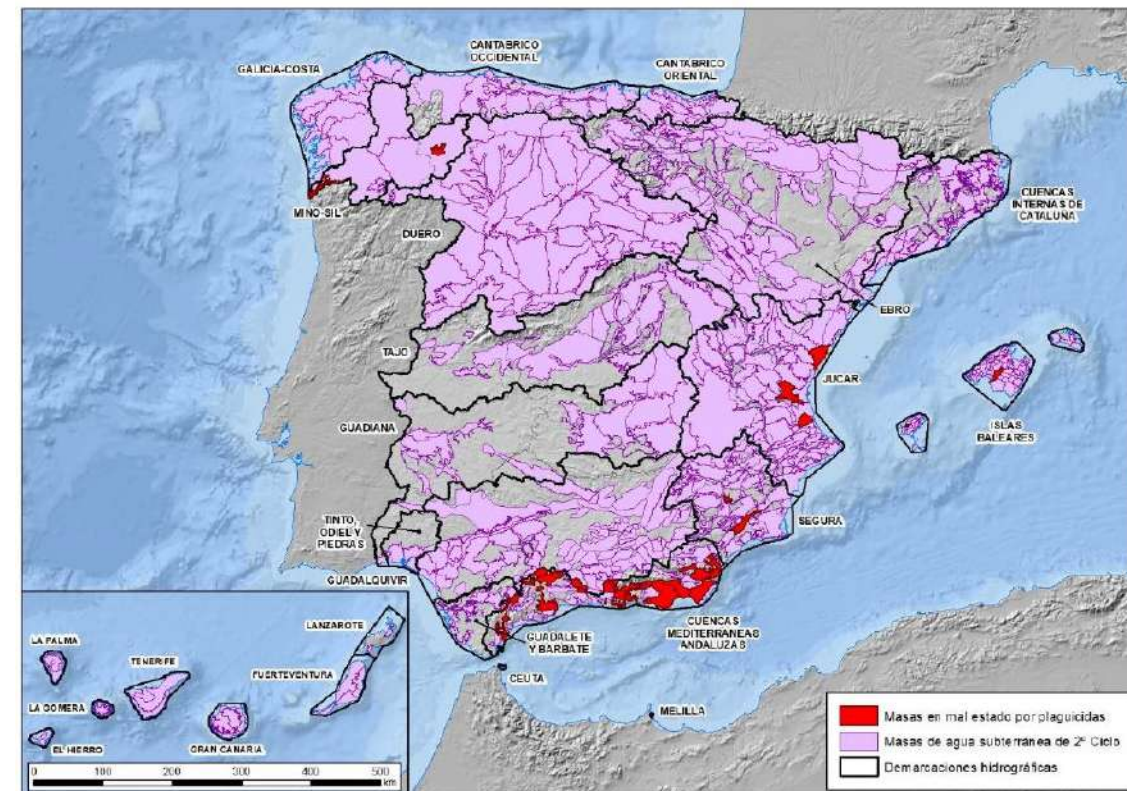 CANTABRICO
OCCIDENTAL
CANTABRICO
ORIENTAL
GALICIA-COSTA
CUENCAS
INTERNAS DE
CATALUÑA
MIÑO-SIL
DUERO
EBRO
TAJO
JUCAR
GUADIANA
ISLAS
BALEARES
TINTO,
ODIEL Y
PIEDRAS
SEGURA
GUADALQUIVIR
CUENCAS
MEDITERRANEAS
ANDALUZAS
GUADALETE
Y BARBATE
CEUTA
MELILLA
LANZAROTE
LA PALMA
TENERIFE
FUERTEVENTURA
LA GOMERA
EL HIERRO
GRAN CANARIA
0 100 200 300 400 500
km
Masas en mal estado por plaguicidas
Masas de agua subterránea de 2º Ciclo
Demarcaciones hidrográficas